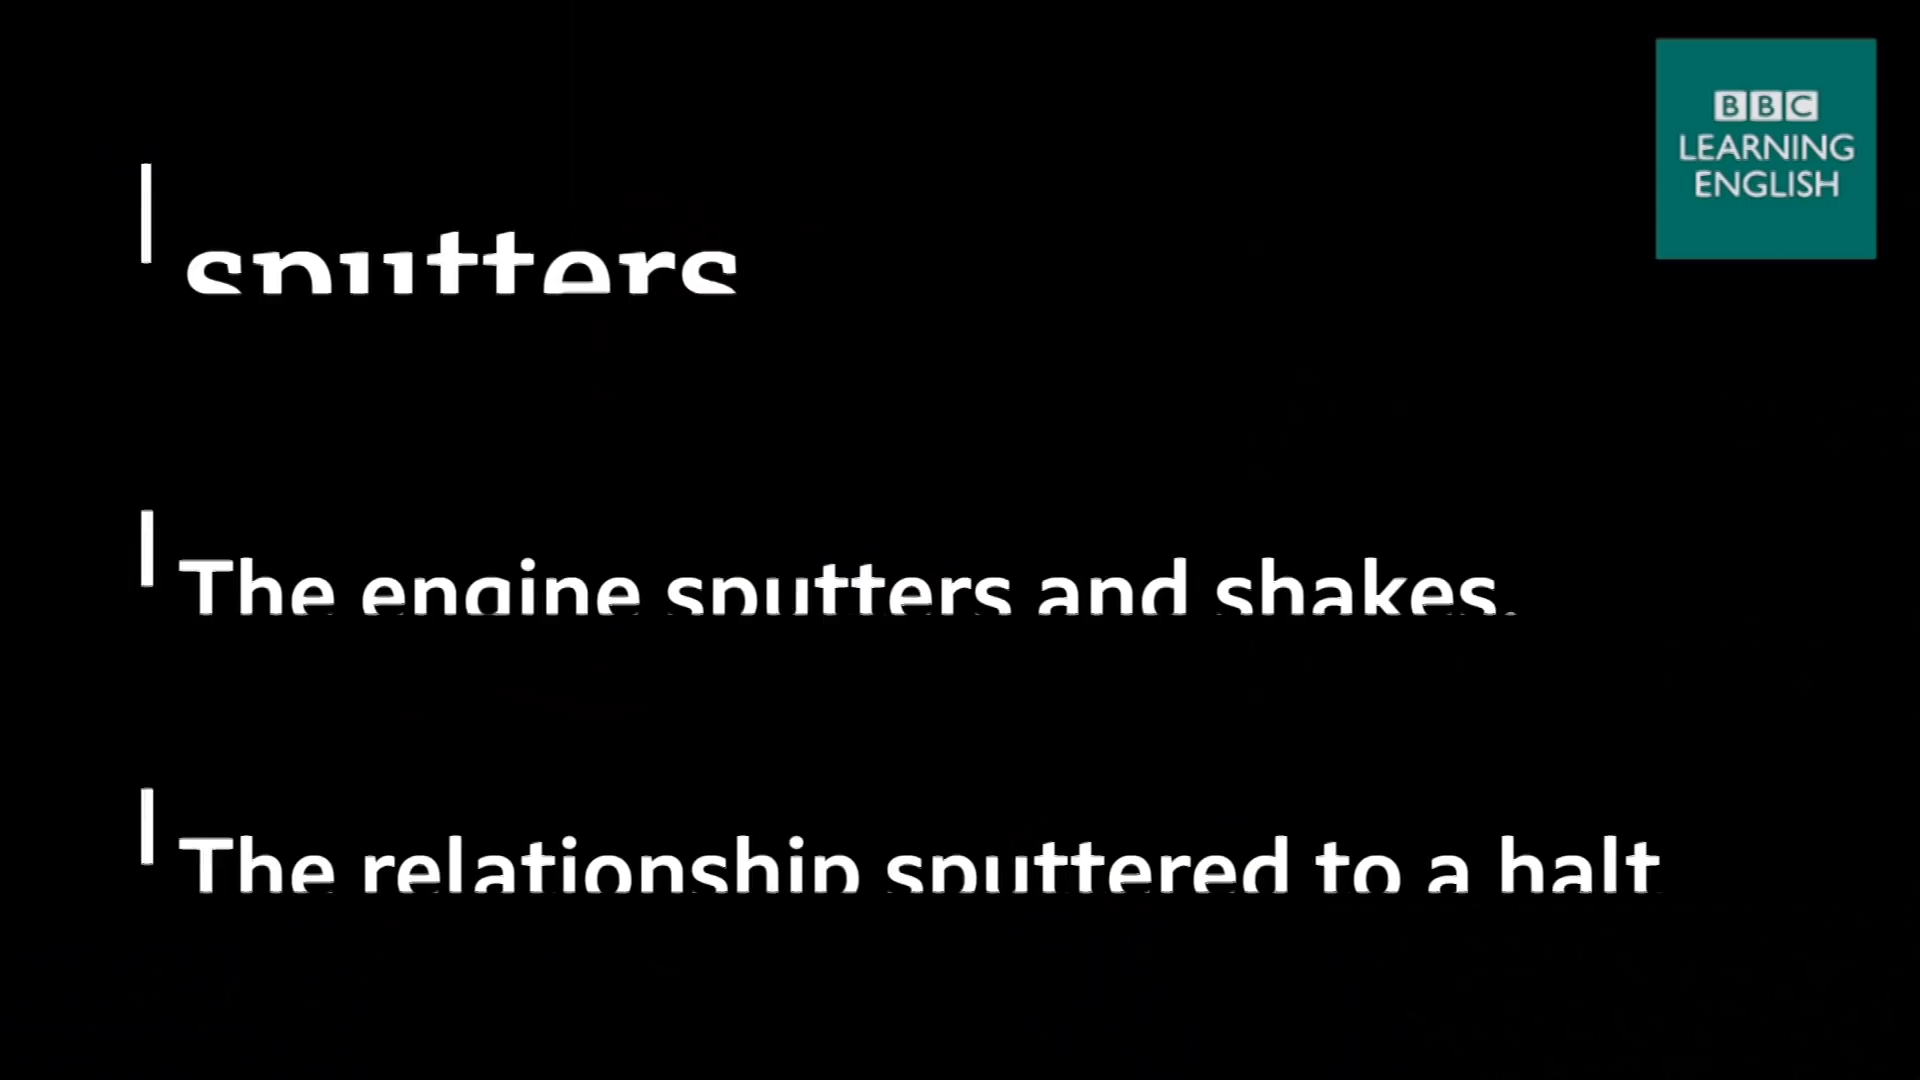 BBC
LEARNING
ENGLISH
sputters
The engine sputters and shakes.
The relationship sputtered to a halt